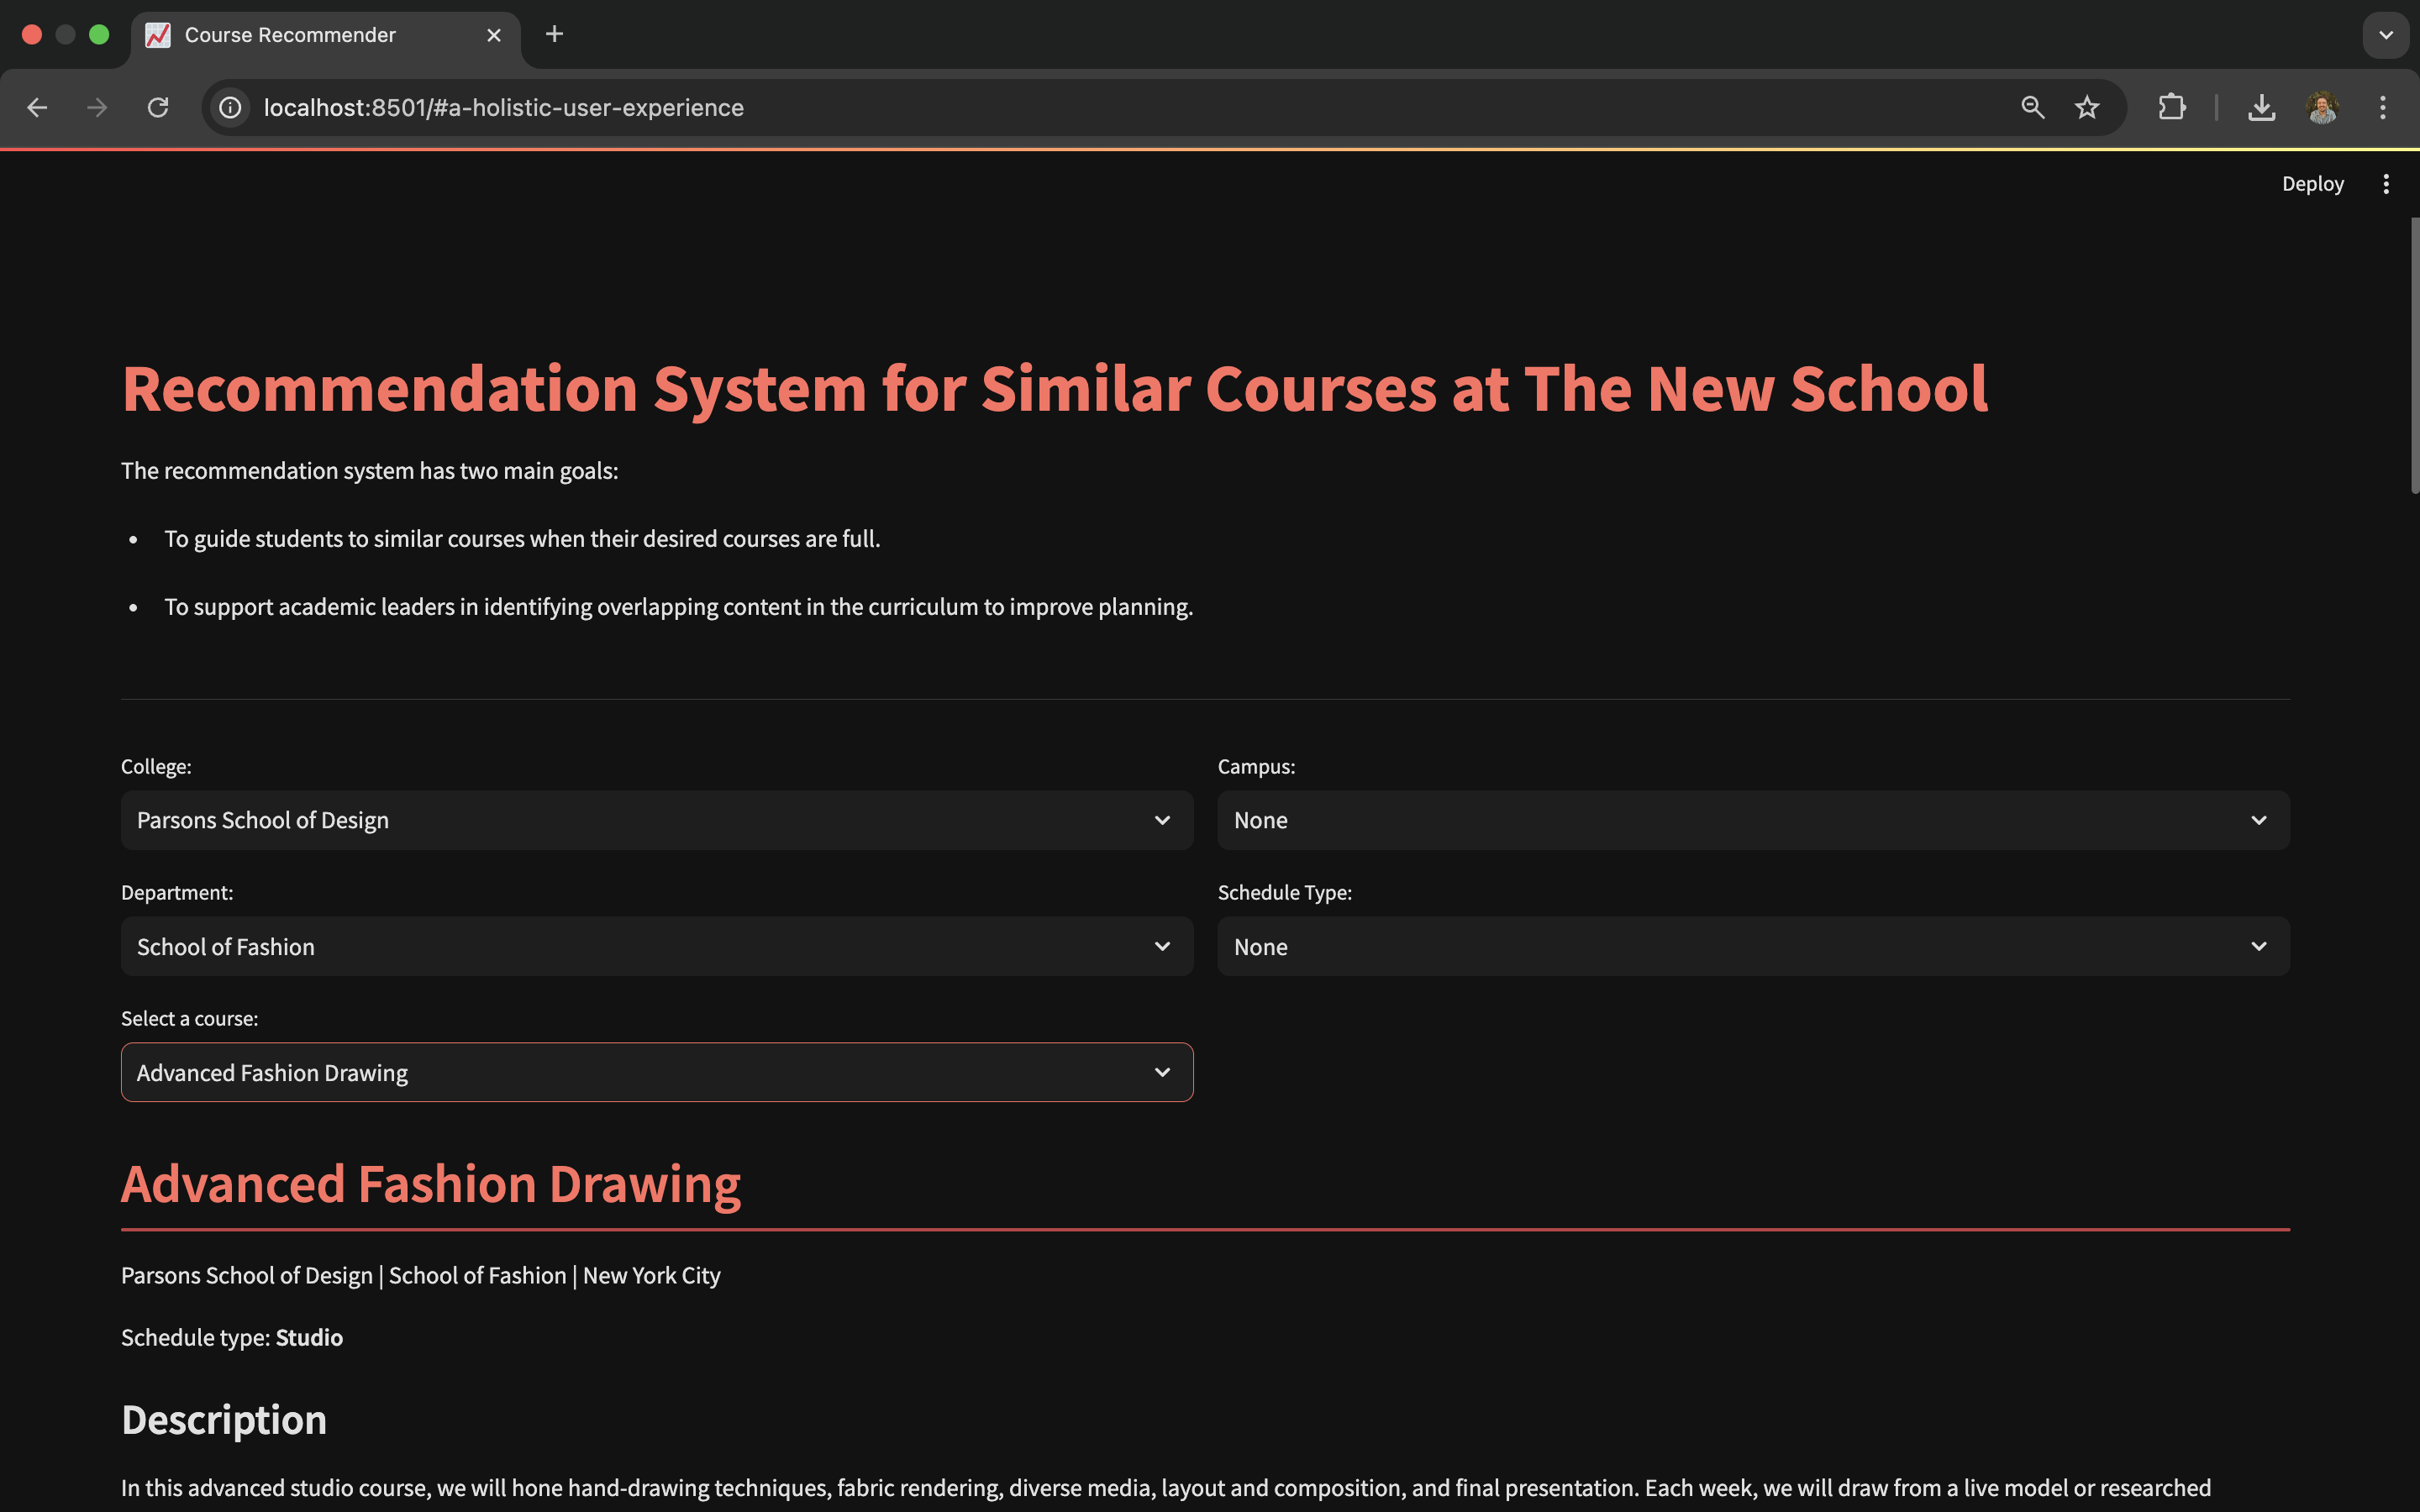 Course Recommender
localhost:8501/#a-holistic-user-experience
Deploy
Recommendation System for Similar Courses at The New School
The recommendation system has two main goals:
• To guide students to similar courses when their desired courses are full.
• To support academic leaders in identifying overlapping content in the curriculum to improve planning.
College:
Parsons School of Design
Campus:
None
Department:
School of Fashion
Schedule Type:
None
Select a course:
Advanced Fashion Drawing
Advanced Fashion Drawing
Parsons School of Design | School of Fashion | New York City
Schedule type: Studio
Description
In this advanced studio course, we will hone hand-drawing techniques, fabric rendering, diverse media, layout and composition, and final presentation. Each week, we will draw from a live model or researched